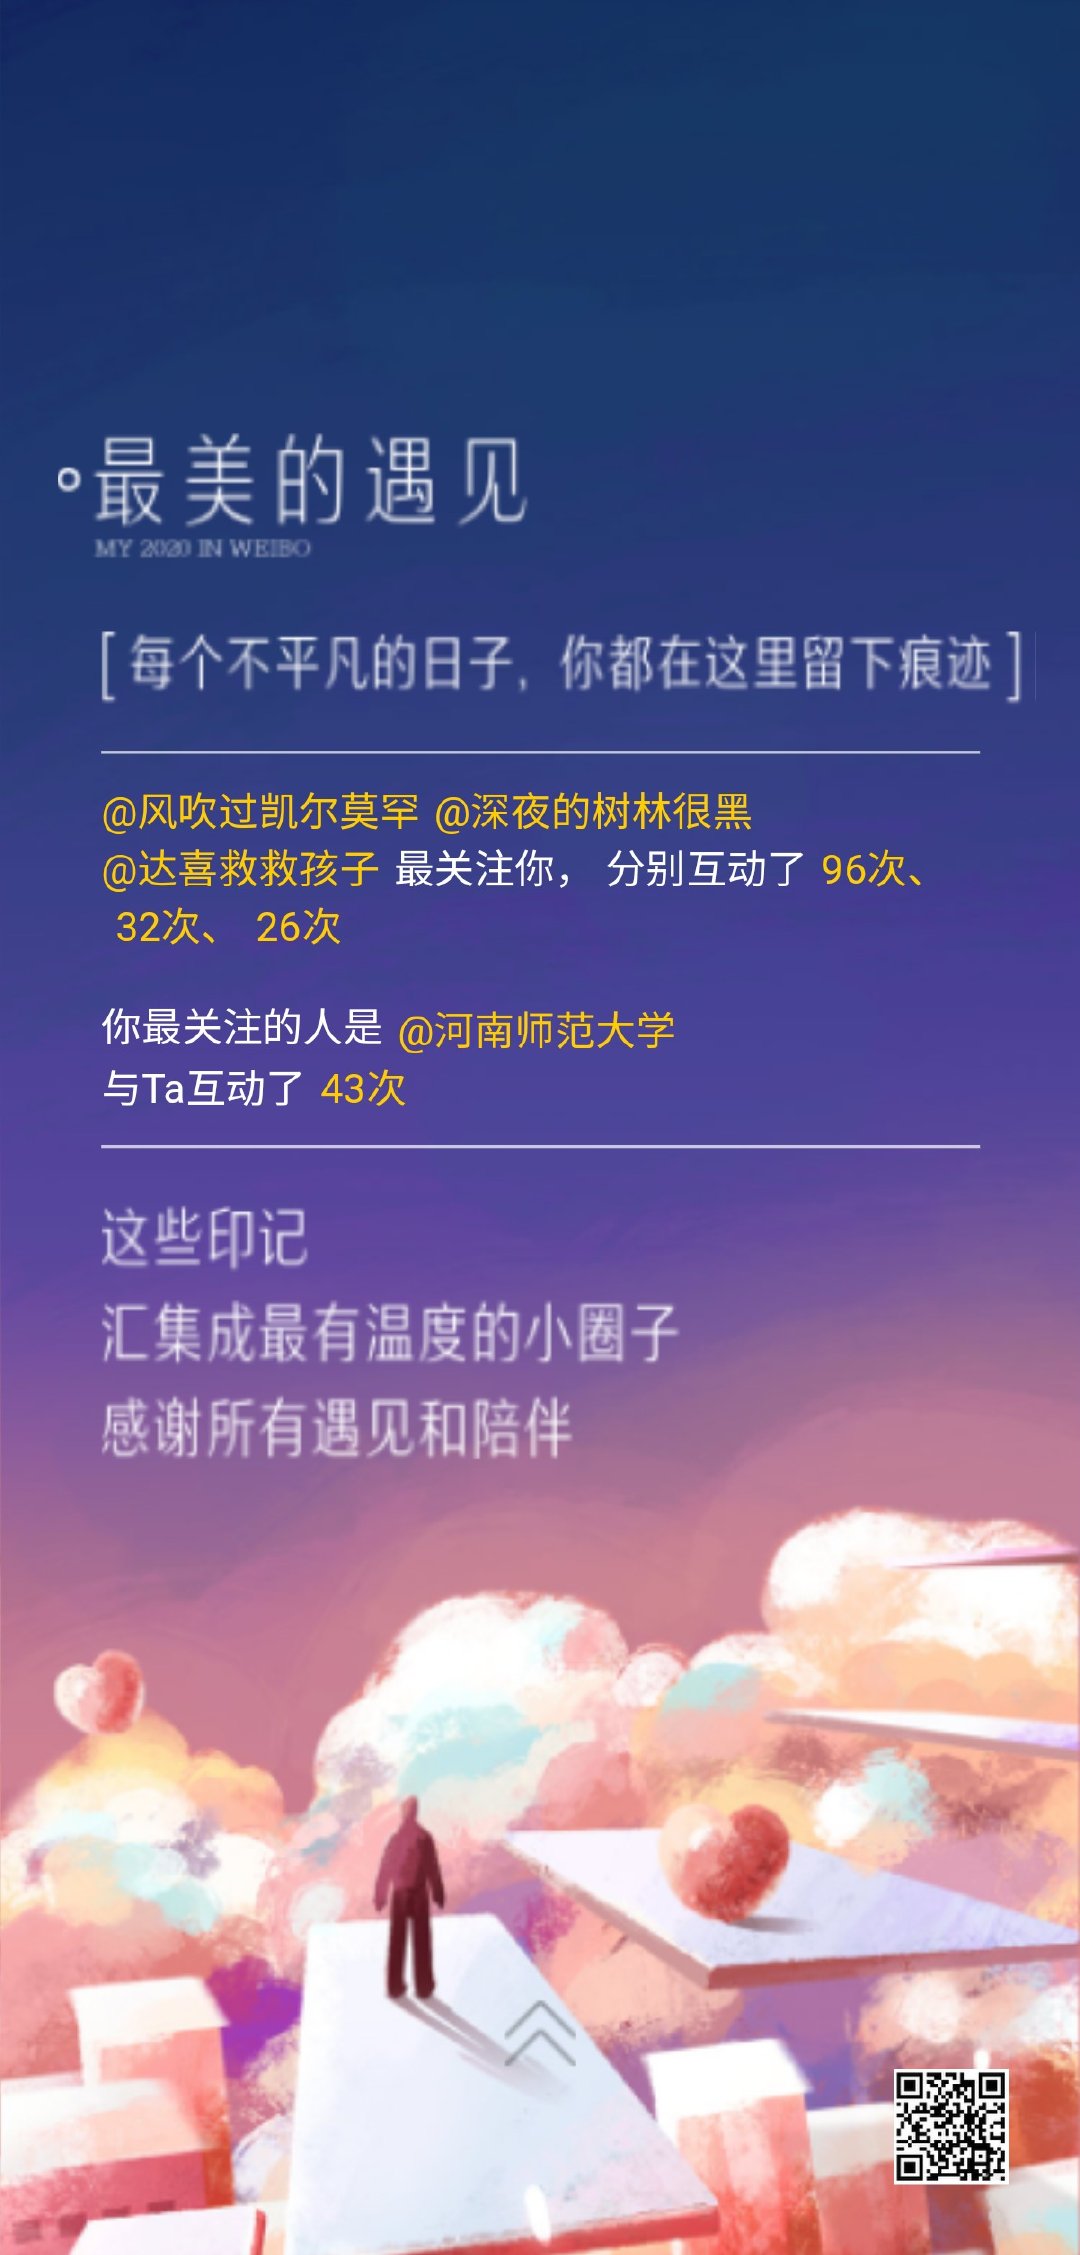 最美的遇见
MY 2020 IN WEIBO
[ 每个不平凡的日子，你都在这里留下痕迹 ]
@风吹过凯尔莫罕 @深夜的树林很黑
@达喜救救孩子 最关注你， 分别互动了 96次、
32次、 26次
你最关注的人是 @河南师范大学
与Ta互动了 43次
这些印记
汇集成最有温度的小圈子
感谢所有遇见和陪伴